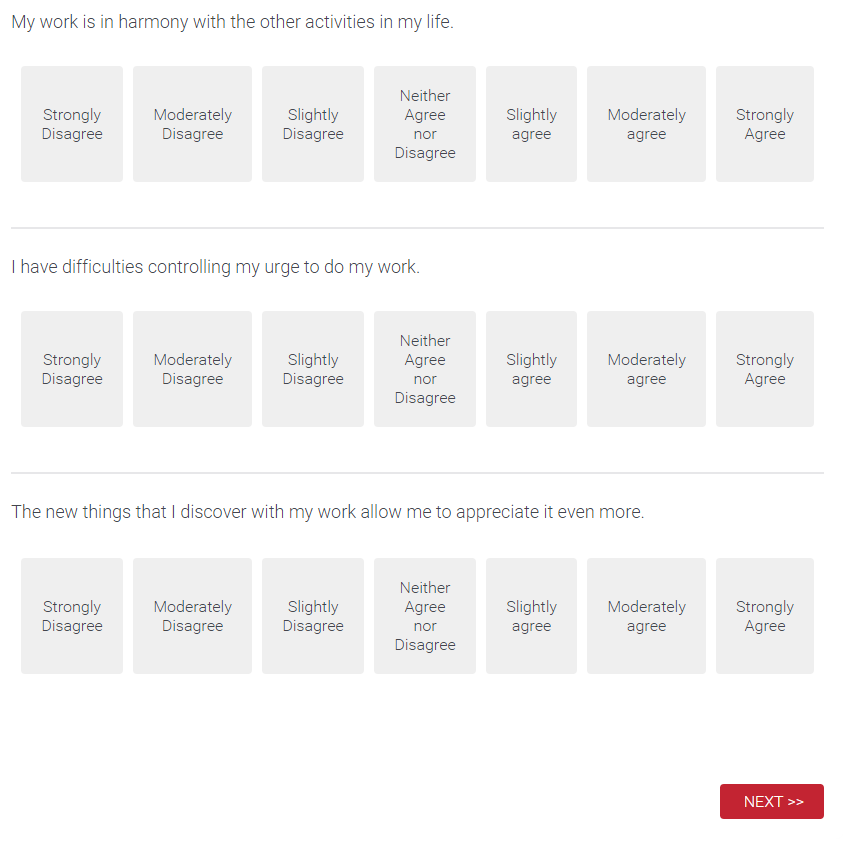 My work is in harmony with the other activities in my life.
Strongly
Disagree
Moderately
Disagree
Slightly
Disagree
Neither
Agree
nor
Disagree
Slightly
agree
Moderately
agree
Strongly
Agree
I have difficulties controlling my urge to do my work.
Strongly
Disagree
Moderately
Disagree
Slightly
Disagree
Neither
Agree
nor
Disagree
Slightly
agree
Moderately
agree
Strongly
Agree
The new things that I discover with my work allow me to appreciate it even more.
Strongly
Disagree
Moderately
Disagree
Slightly
Disagree
Neither
Agree
nor
Disagree
Slightly
agree
Moderately
agree
Strongly
Agree
NEXT >>